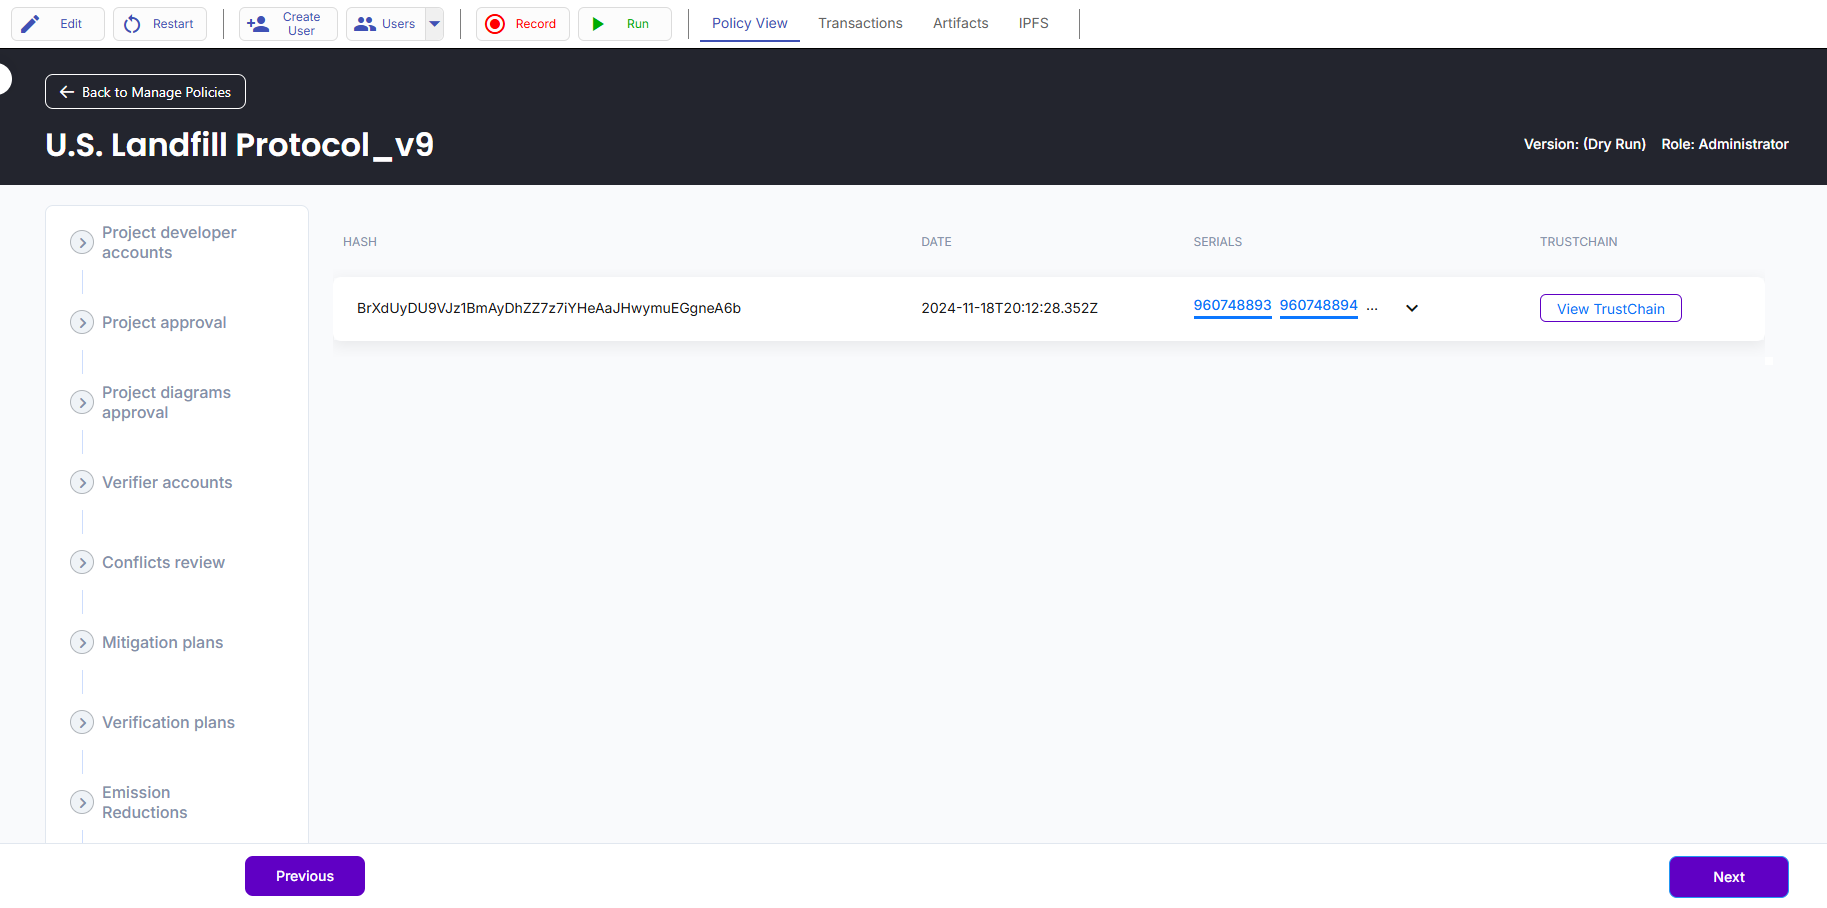 Edit
Restart
Create
User
Users
Record
Run
Policy View
Transactions
Artifacts
IPFS
Back to Manage Policies
U.S. Landfill Protocol_v9
Version: (Dry Run) Role: Administrator
Project developer
accounts
Project approval
Project diagrams
approval
Verifier accounts
Conflicts review
Mitigation plans
Verification plans
Emission
Reductions
HASH DATE SERIALS TRUSTCHAIN
BrXdUyDU9VJz1BmAyDhZZ7z7iYHeAaJHwymuEGgneA6b 2024-11-18T20:12:28.352Z 960748893 960748894 ... View TrustChain
Previous
Next